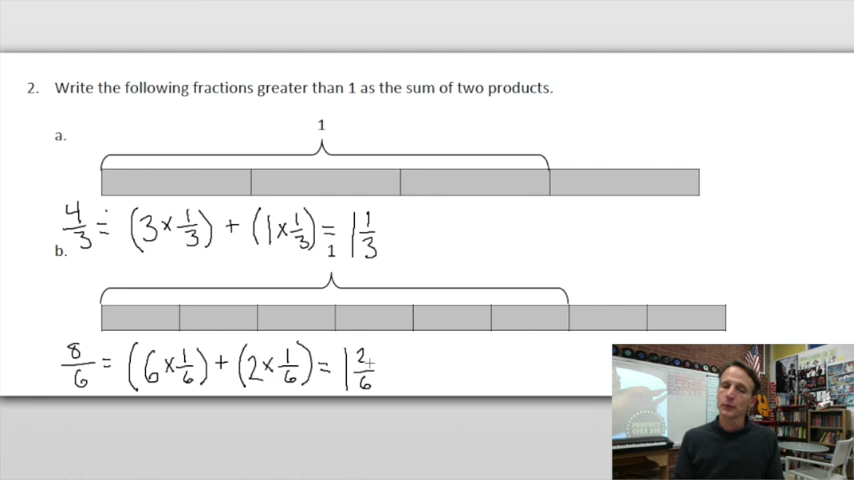 2. Write the following fractions greater than 1 as the sum of two products.
1
a.
4/3 = (3 × 1/3) + (1 × 1/3) = 1 1/3
b.
1
8/6 = (6 × 1/6) + (2 × 1/6) = 1 2/6